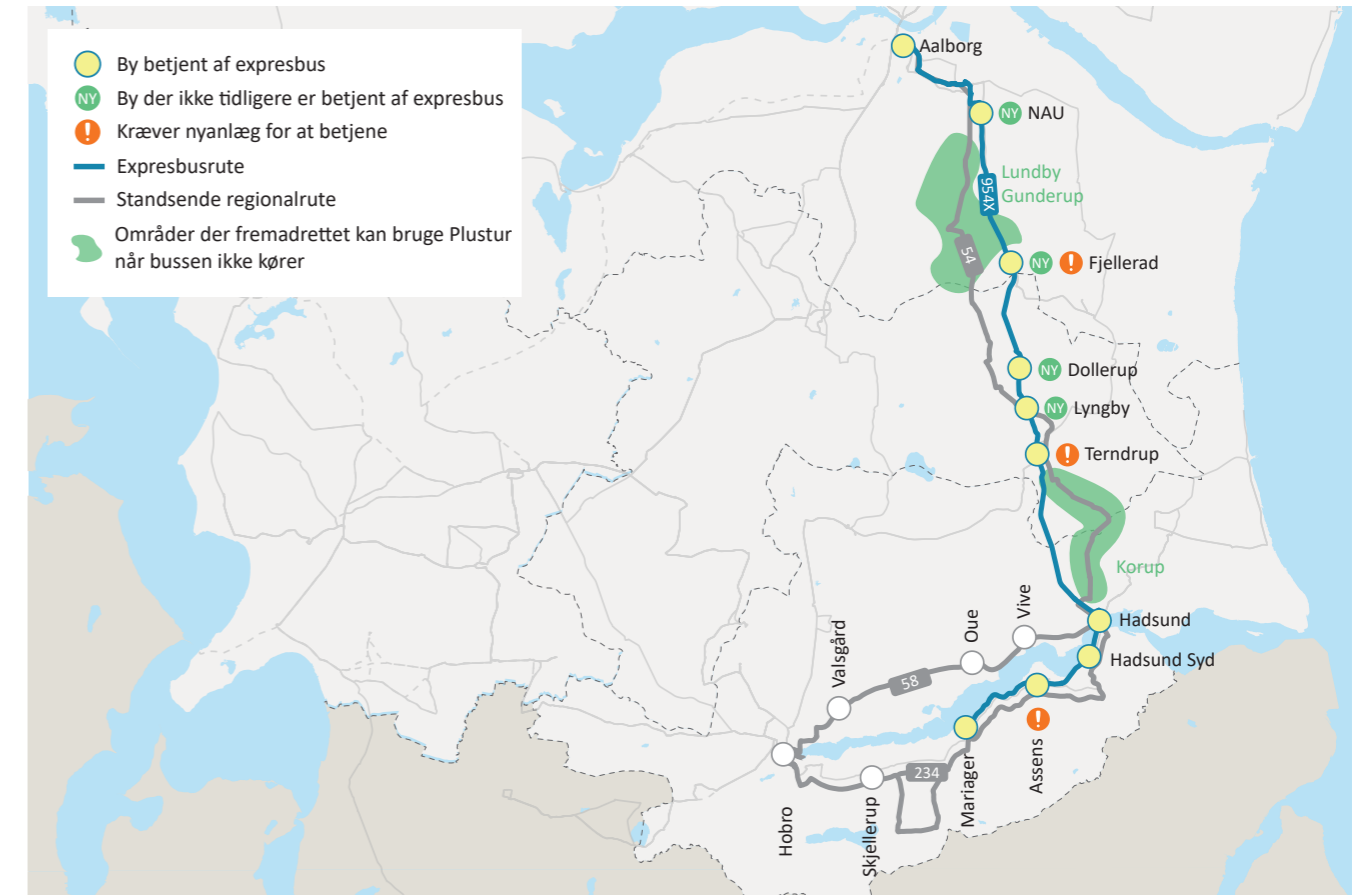 By betjent af expresbus
NY By der ikke tidligere er betjent af expresbus
! Kræver nyanlæg for at betjene
Expresbusrute
Standsende regionalrute
Områder der fremadrettet kan bruge Plustur
når bussen ikke kører
Aalborg
NY NAU
Lundby
Gunderup
954X
54
NY ! Fjellerad
NY Dollerup
NY Lyngby
! Terndrup
Korup
Hadsund
Hadsund Syd
Vive
Oue
Valsgård
58
!
Assens
Mariager
234
Skjellerup
Hobro